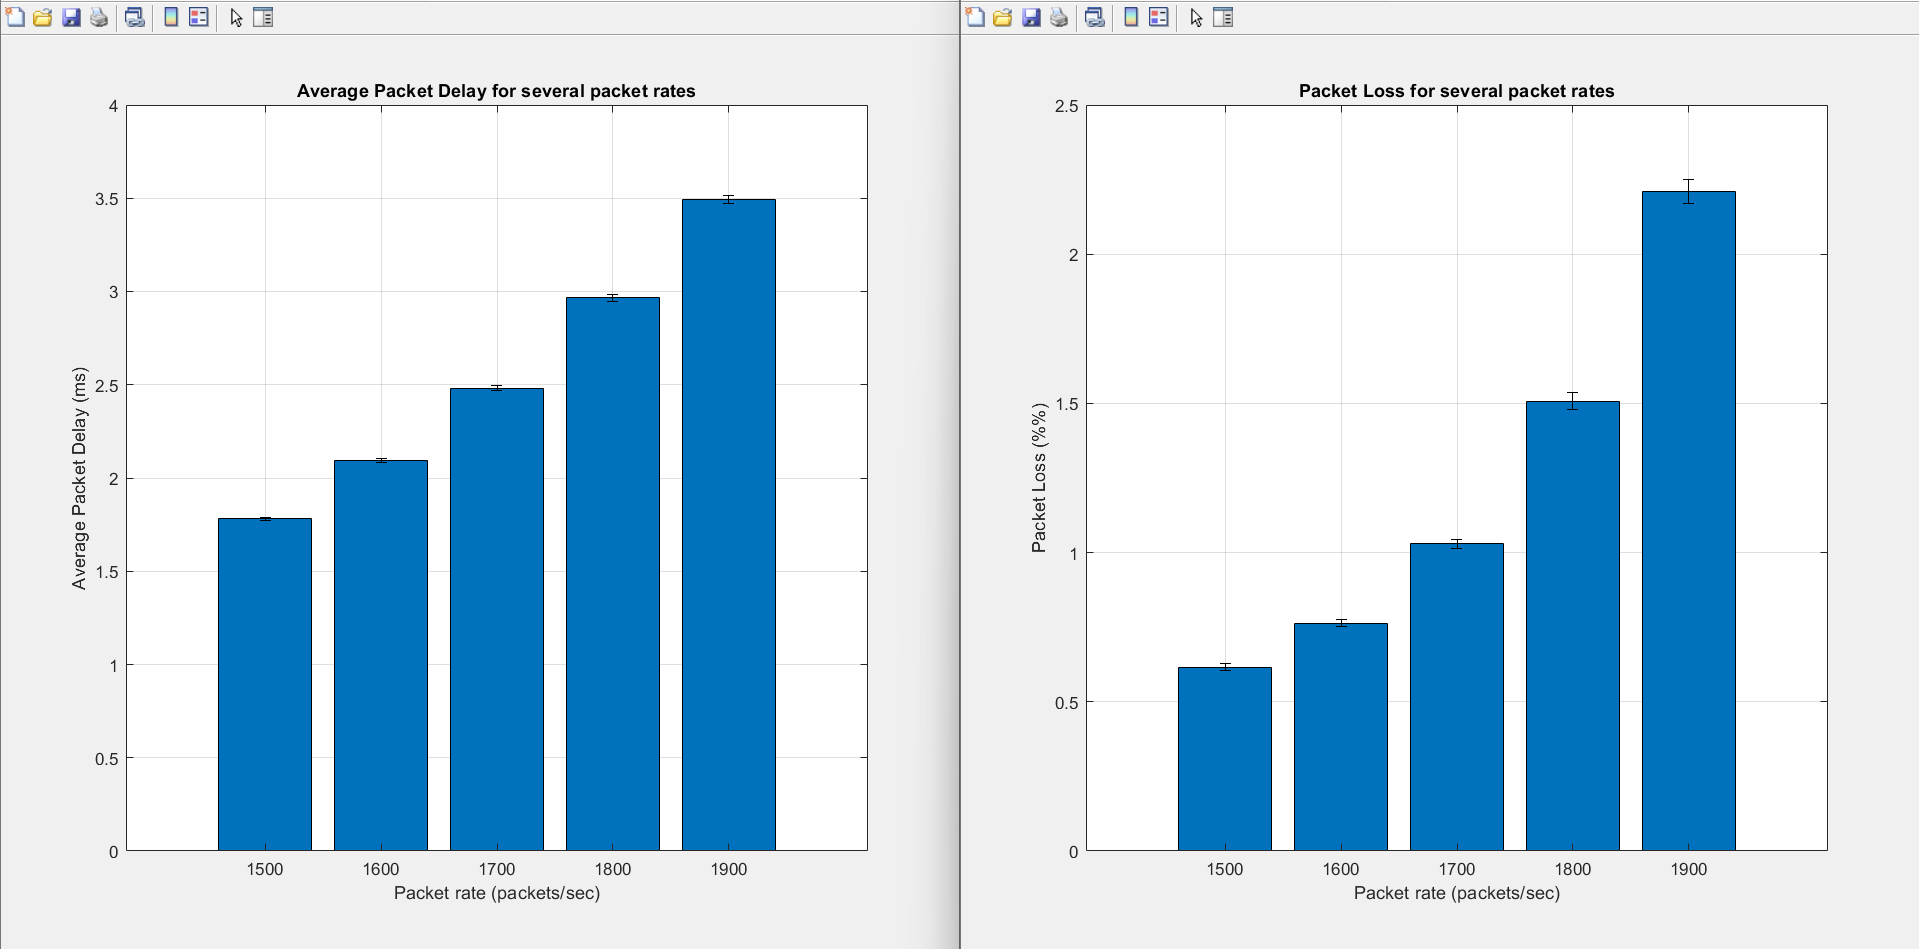 Average Packet Delay for several packet rates
4
3.5
3
2.5
2
1.5
1
0.5
0
Average Packet Delay (ms)
1500 1600 1700 1800 1900
Packet rate (packets/sec)
Packet Loss for several packet rates
2.5
2
1.5
1
0.5
0
Packet Loss (%%)
1500 1600 1700 1800 1900
Packet rate (packets/sec)